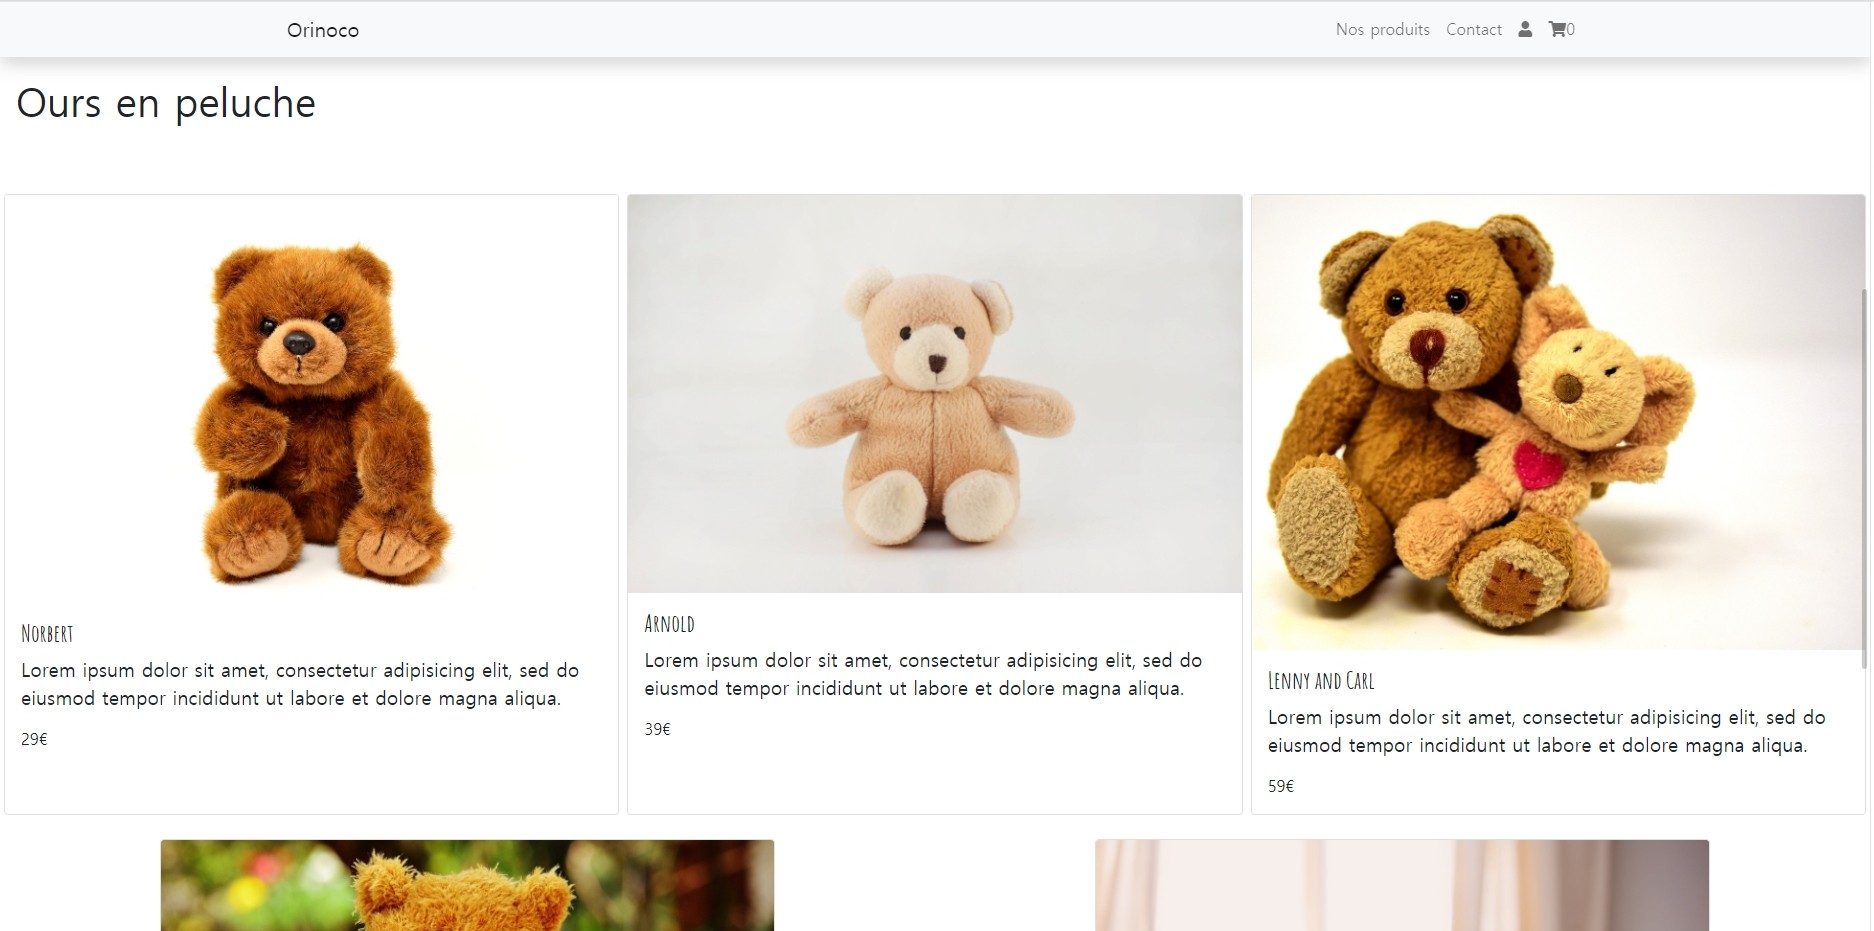 Orinoco
Nos produits Contact 0
Ours en peluche
Norbert
Lorem ipsum dolor sit amet, consectetur adipisicing elit, sed do
eiusmod tempor incididunt ut labore et dolore magna aliqua.
29€
Arnold
Lorem ipsum dolor sit amet, consectetur adipisicing elit, sed do
eiusmod tempor incididunt ut labore et dolore magna aliqua.
39€
Lenny and Carl
Lorem ipsum dolor sit amet, consectetur adipisicing elit, sed do
eiusmod tempor incididunt ut labore et dolore magna aliqua.
59€